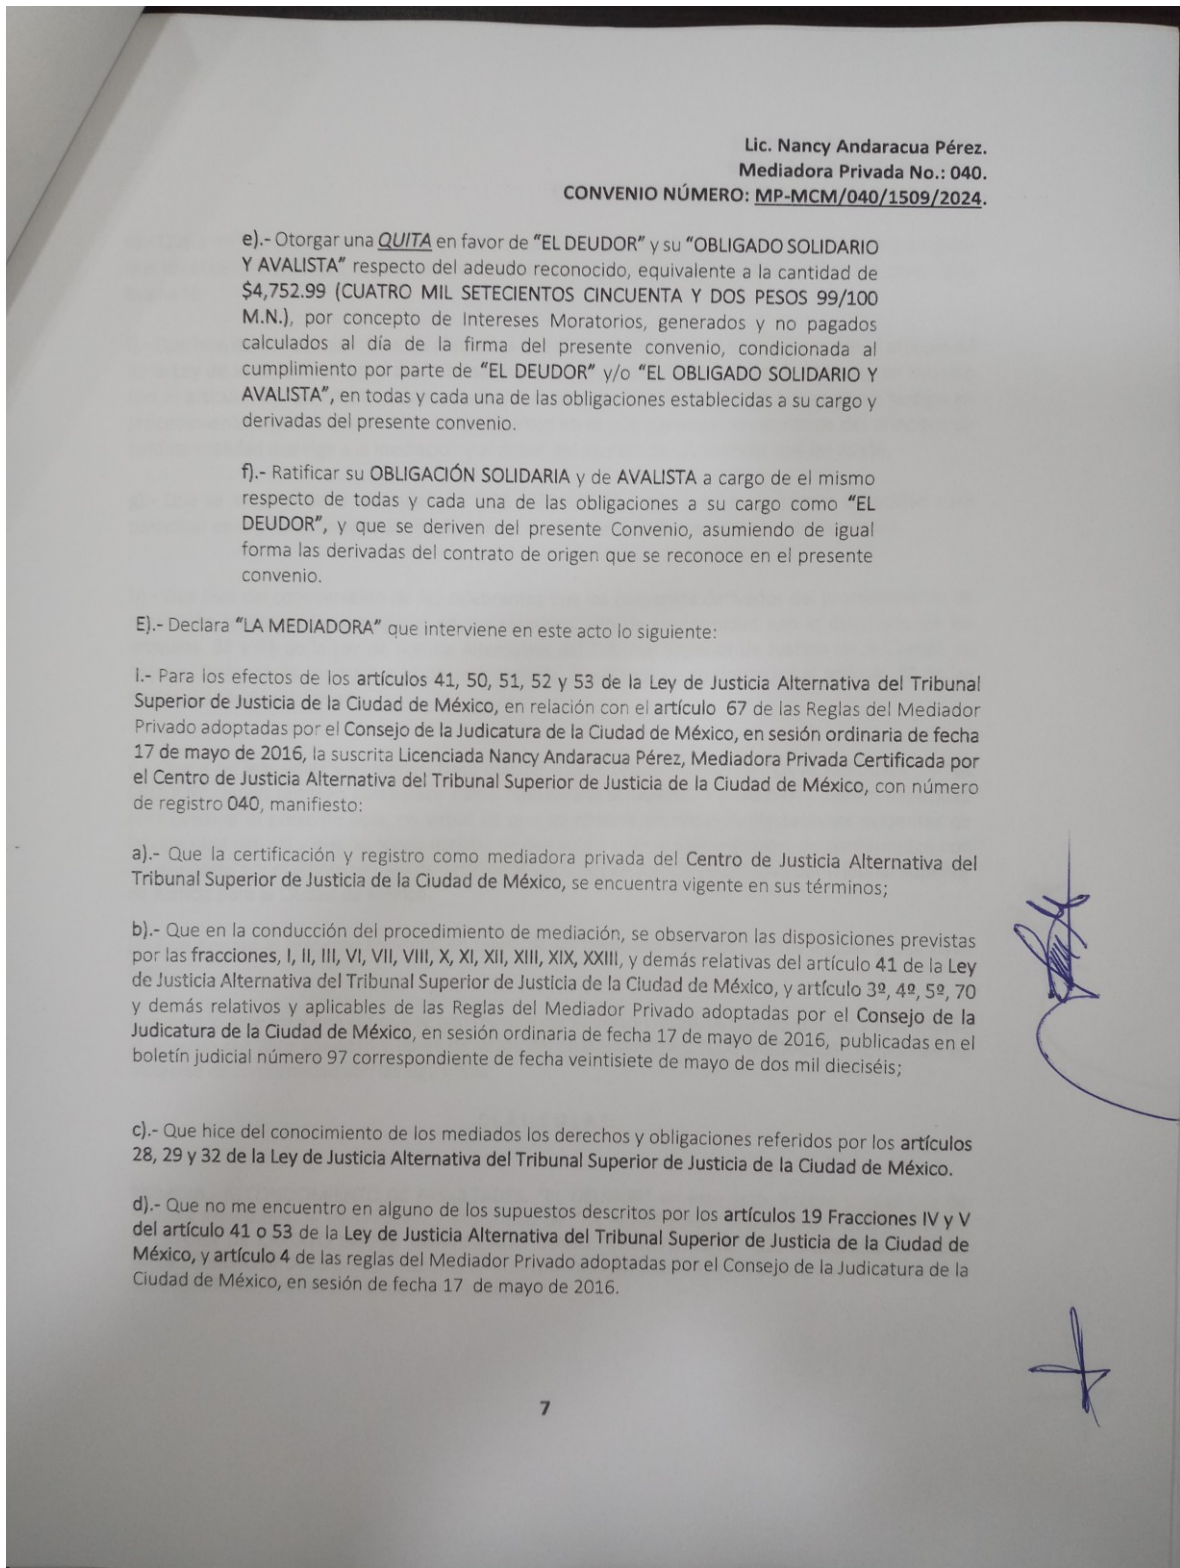 Lic. Nancy Andaracua Pérez.
Mediadora Privada No.: 040.
CONVENIO NÚMERO: MP-MCM/040/1509/2024.
e).- Otorgar una QUITA en favor de “EL DEUDOR” y su “OBLIGADO SOLIDARIO
Y AVALISTA” respecto del adeudo reconocido, equivalente a la cantidad de
$4,752.99 (CUATRO MIL SETECIENTOS CINCUENTA Y DOS PESOS 99/100
M.N.), por concepto de Intereses Moratorios, generados y no pagados
calculados al día de la firma del presente convenio, condicionada al
cumplimiento por parte de “EL DEUDOR” y/o “EL OBLIGADO SOLIDARIO Y
AVALISTA”, en todas y cada una de las obligaciones establecidas a su cargo y
derivadas del presente convenio.
f).- Ratificar su OBLIGACIÓN SOLIDARIA y de AVALISTA a cargo de el mismo
respecto de todas y cada una de las obligaciones a su cargo como “EL
DEUDOR”, y que se deriven del presente Convenio, asumiendo de igual
forma las derivadas del contrato de origen que se reconoce en el presente
convenio.
E).- Declara “LA MEDIADORA” que interviene en este acto lo siguiente:
I.- Para los efectos de los artículos 41, 50, 51, 52 y 53 de la Ley de Justicia Alternativa del Tribunal
Superior de Justicia de la Ciudad de México, en relación con el artículo 67 de las Reglas del Mediador
Privado adoptadas por el Consejo de la Judicatura de la Ciudad de México, en sesión ordinaria de fecha
17 de mayo de 2016, la suscrita Licenciada Nancy Andaracua Pérez, Mediadora Privada Certificada por
el Centro de Justicia Alternativa del Tribunal Superior de Justicia de la Ciudad de México, con número
de registro 040, manifiesto:
a).- Que la certificación y registro como mediadora privada del Centro de Justicia Alternativa del
Tribunal Superior de Justicia de la Ciudad de México, se encuentra vigente en sus términos;
b).- Que en la conducción del procedimiento de mediación, se observaron las disposiciones previstas
por las fracciones, I, II, III, VI, VII, VIII, X, XI, XII, XIII, XIX, XXIII, y demás relativas del artículo 41 de la Ley
de Justicia Alternativa del Tribunal Superior de Justicia de la Ciudad de México, y artículo 3º, 4º, 5º, 70
y demás relativos y aplicables de las Reglas del Mediador Privado adoptadas por el Consejo de la
Judicatura de la Ciudad de México, en sesión ordinaria de fecha 17 de mayo de 2016, publicadas en el
boletín judicial número 97 correspondiente de fecha veintisiete de mayo de dos mil dieciséis;
c).- Que hice del conocimiento de los mediados los derechos y obligaciones referidos por los artículos
28, 29 y 32 de la Ley de Justicia Alternativa del Tribunal Superior de Justicia de la Ciudad de México.
d).- Que no me encuentro en alguno de los supuestos descritos por los artículos 19 Fracciones IV y V
del artículo 41 o 53 de la Ley de Justicia Alternativa del Tribunal Superior de Justicia de la Ciudad de
México, y artículo 4 de las reglas del Mediador Privado adoptadas por el Consejo de la Judicatura de la
Ciudad de México, en sesión de fecha 17 de mayo de 2016.
7